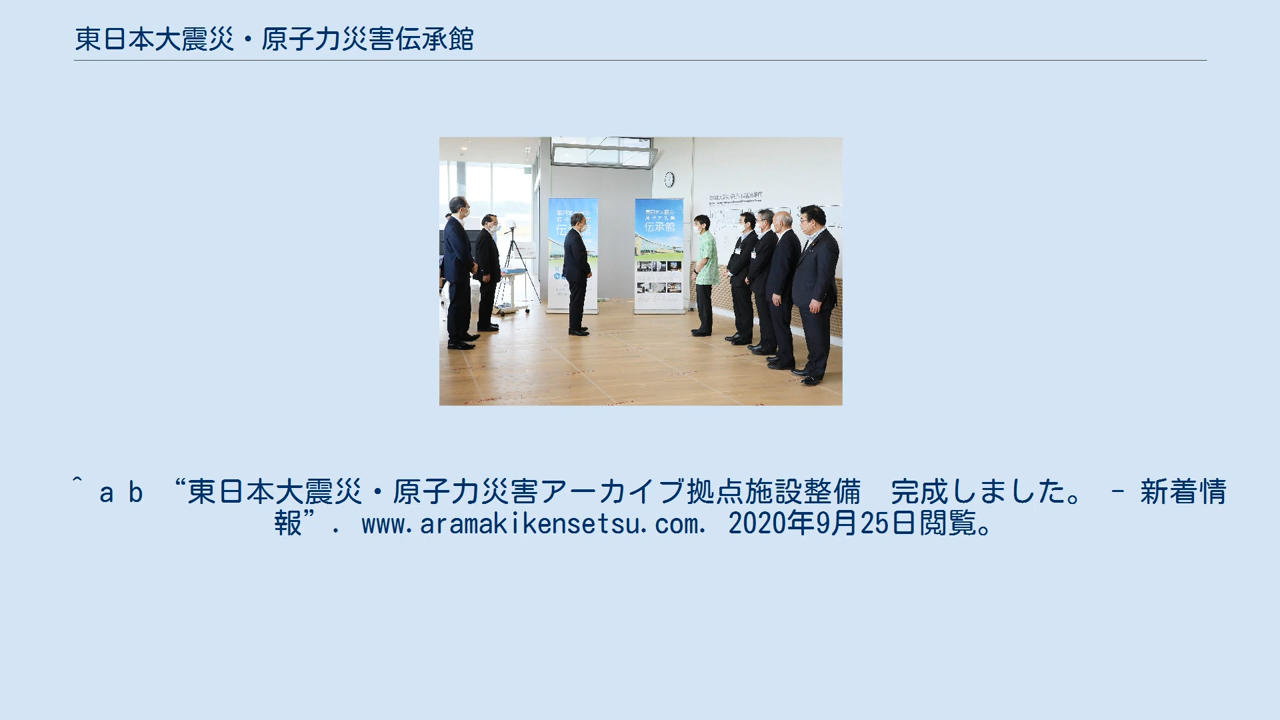 東日本大震災・原子力災害伝承館
伝承館
^ a b “東日本大震災・原子力災害アーカイブ拠点施設整備　完成しました。 - 新着情
報”. www.aramakikensetsu.com. 2020年9月25日閲覧。